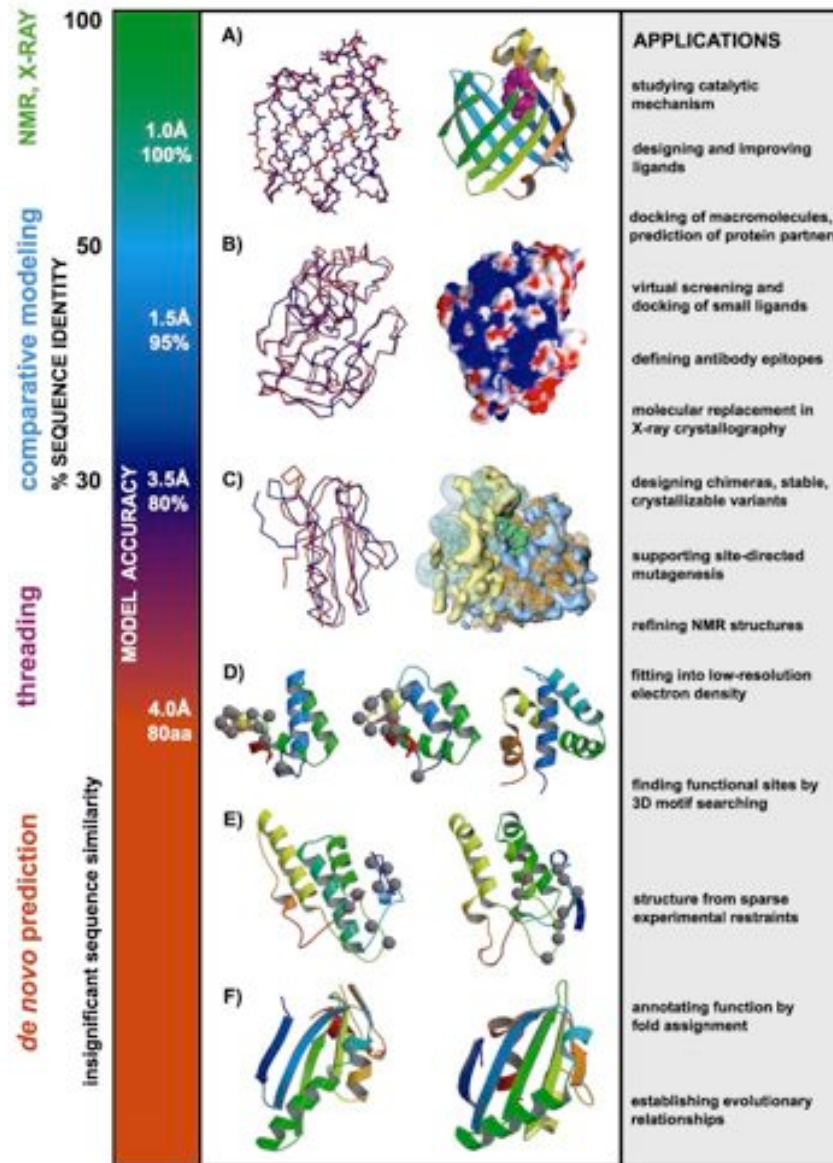 100
NMR, X-RAY
1.0Å
100%
50
comparative modeling
% SEQUENCE IDENTITY
1.5Å
95%
30
3.5Å
80%
MODEL ACCURACY
threading
4.0Å
80aa
insignificant sequence similarity
de novo prediction
A)
B)
C)
D)
E)
F)
APPLICATIONS
studying catalytic
mechanism
designing and improving
ligands
docking of macromolecules,
prediction of protein partners
virtual screening and
docking of small ligands
defining antibody epitopes
molecular replacement in
X-ray crystallography
designing chimeras, stable,
crystallizable variants
supporting site-directed
mutagenesis
refining NMR structures
fitting into low-resolution
electron density
finding functional sites by
3D motif searching
structure from sparse
experimental restraints
annotating function by
fold assignment
establishing evolutionary
relationships